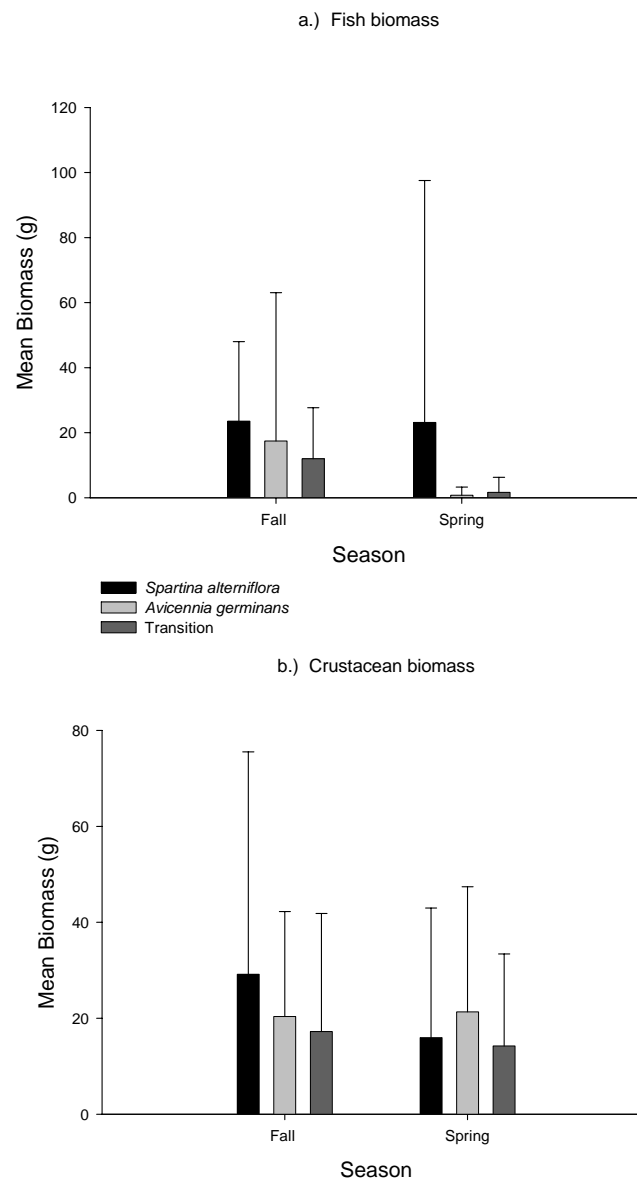 a.) Fish biomass
120
100
80
60
40
20
0
Mean Biomass (g)
Fall Spring
Season
Spartina alterniflora
Avicennia germinans
Transition
b.) Crustacean biomass
80
60
40
20
0
Mean Biomass (g)
Fall Spring
Season